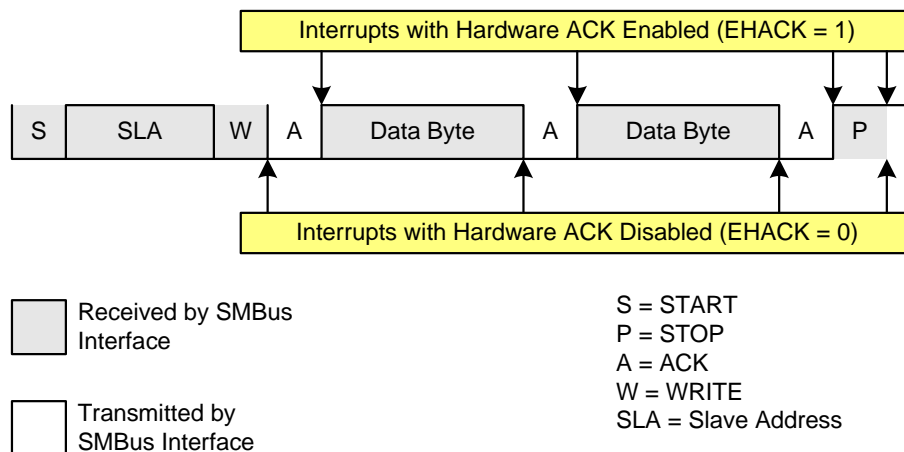 Interrupts with Hardware ACK Enabled (EHACK = 1)
S SLA W A Data Byte A Data Byte A P
Interrupts with Hardware ACK Disabled (EHACK = 0)
Received by SMBus
Interface
Transmitted by
SMBus Interface
S = START
P = STOP
A = ACK
W = WRITE
SLA = Slave Address